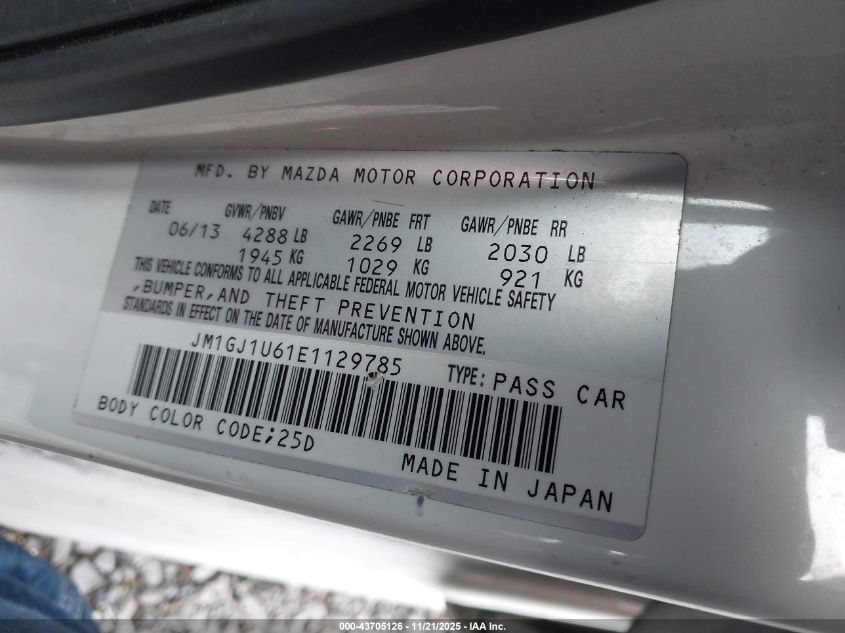 MFD. BY MAZDA MOTOR CORPORATION
DATE GVWR/PNBV GAWR/PNBE FRT GAWR/PNBE RR
06/13 4288 LB 2269 LB 2030 LB
1945 KG 1029 KG 921 KG
THIS VEHICLE CONFORMS TO ALL APPLICABLE FEDERAL MOTOR VEHICLE SAFETY
,BUMPER,AND THEFT PREVENTION
STANDARDS IN EFFECT ON THE DATE OF MANUFACTURE SHOWN ABOVE.
JM1GJ1U61E1129785 TYPE: PASS CAR
BODY COLOR CODE;25D
MADE IN JAPAN
000-43705126 - 11/21/2025 - IAA Inc.